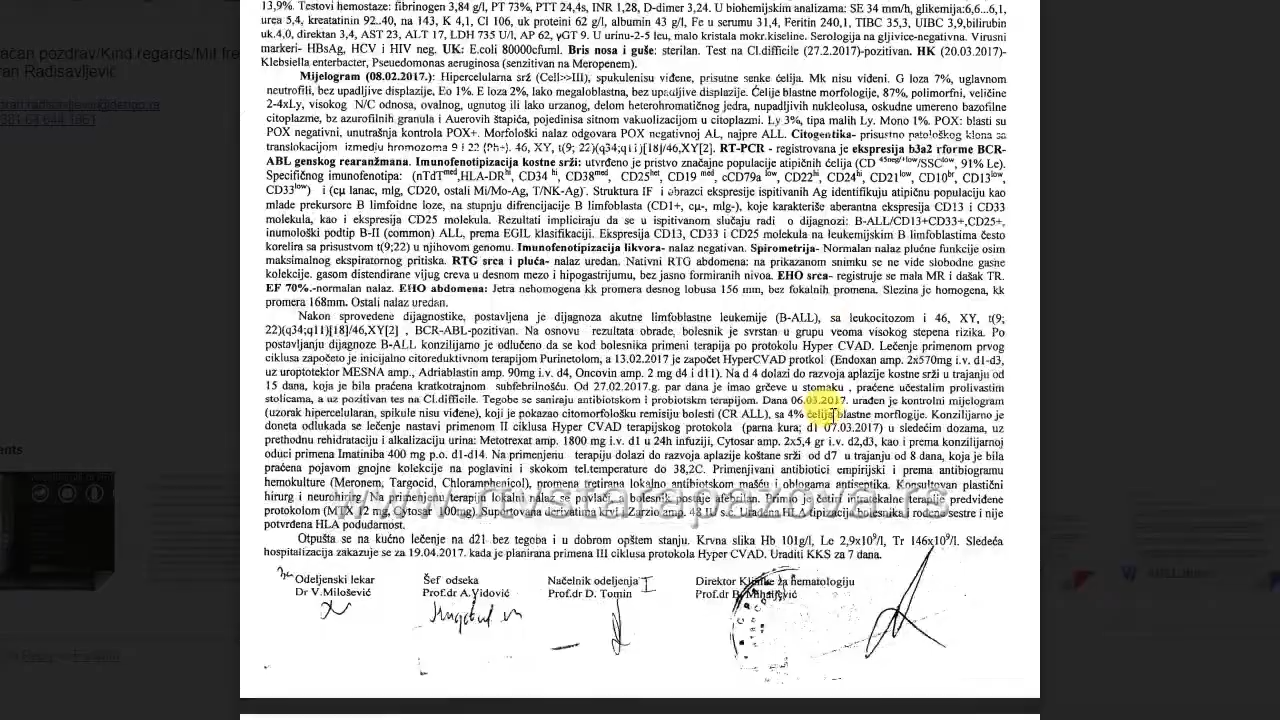 13,9%. Testovi hemostaze: fibrinogen 3,84 g/l, PT 73%, PTT 24,4s, INR 1,28, D-dimer 3,24. U biohemijskim analizama: SE 34 mm/h, glikemija:6,6...6,1,
urea 5,4, kreatatinin 92..40, na 143, K 4,1, Cl 106, uk proteini 62 g/l, albumin 43 g/l, Fe u serumu 31,4, Feritin 240,1, TIBC 35,3, UIBC 3,9,bilirubin
uk.4,0, direktan 3,4, AST 23, ALT 17, LDH 735 U/l, AP 62, γGT 9. U urinu-2-5 leu, malo kristala mokr.kiseline. Serologija na gljivice-negativna. Virusni
markeri- HBsAg, HCV i HIV neg. UK: E.coli 80000cfuml. Bris nosa i guše: sterilan. Test na Cl.difficile (27.2.2017)-pozitivan. HK (20.03.2017)-
Klebsiella enterbacter, Pseuedomonas aeruginosa (senzitivan na Meropenem).
Mijelogram (08.02.2017.): Hipercelularna srž (Cell>>III), spukulenisu viđene, prisutne senke ćelija. Mk nisu viđeni. G loza 7%, uglavnom
neutrofili, bez upadljive displazije, Eo 1%. E loza 2%, lako megaloblastna, bez upadljive displazije. Ćelije blastne morfologije, 87%, polimorfni, veličine
2-4xLy, visokog N/C odnosa, ovalnog, ugnutog ili lako urzanog, delom heterohromatičnog jedra, nupadljivih nukleolusa, oskudne umereno bazofilne
citoplazme, bz azurofilnih granula i Auerovih štapića, pojedinisa sitnom vakuolizacijom u citoplazmi. Ly 3%, tipa malih Ly. Mono 1%. POX: blasti su
POX negativni, unutrašnja kontrola POX+. Morfološki nalaz odgovara POX negativnoj AL, najpre ALL. Citogentika- prisustno patološkog klona sa
translokacijom između hromozoma 9 i 22 (Ph+). 46, XY, t(9; 22)(q34;q11)[18]/46,XY[2]. RT-PCR - registrovana je ekspresija b3a2 rforme BCR-
ABL genskog rearanžmana. Imunofenotipizacija kostne srži: utvrđeno je pristvo značajne populacije atipičnih ćelija (CD 45neg/+low/SSClow, 91% Le).
Specifičnog imunofenotipa: (nTdTmed,HLA-DRhi, CD34 hi, CD38med, CD25het, CD19 med, cCD79a low, CD22hi, CD24hi, CD21low, CD10br, CD13low,
CD33low) i (cμ lanac, mIg, CD20, ostali Mi/Mo-Ag, T/NK-Ag)-. Struktura IF i obrazci ekspresije ispitivanih Ag identifikuju atipičnu populaciju kao
mlade prekursore B limfoidne loze, na stupnju difrencijacije B limfoblasta (CD1+, cμ-, mIg-), koje karakteriše aberantna ekspresija CD13 i CD33
molekula, kao i ekspresija CD25 molekula. Rezultati impliciraju da se u ispitivanom slučaju radi o dijagnozi: B-ALL/CD13+CD33+,CD25+,
inumološki podtip B-II (common) ALL, prema EGIL klasifikaciji. Ekspresija CD13, CD33 i CD25 molekula na leukemijskim B limfoblastima često
korelira sa prisustvom t(9;22) u njihovom genomu. Imunofenotipizacija likvora- nalaz negativan. Spirometrija- Normalan nalaz plućne funkcije osim
maksimalnog ekspiratornog pritiska. RTG srca i pluća- nalaz uredan. Nativni RTG abdomena: na prikazanom snimku se ne vide slobodne gasne
kolekcije. gasom distendirane vijug creva u desnom mezo i hipogastrijumu, bez jasno formiranih nivoa. EHO srca- registruje se mala MR i dašak TR.
EF 70%.-normalan nalaz. EHO abdomena: Jetra nehomogena kk promera desnog lobusa 156 mm, bez fokalnih promena. Slezina je homogena, kk
promera 168mm. Ostali nalaz uredan.
Nakon sprovedene dijagnostike, postavljena je dijagnoza akutne limfoblastne leukemije (B-ALL), sa leukocitozom i 46, XY, t(9;
22)(q34;q11)[18]/46,XY[2] , BCR-ABL-pozitivan. Na osnovu rezultata obrade, bolesnik je svrstan u grupu veoma visokog stepena rizika. Po
postavljanju dijagnoze B-ALL konzilijarno je odlučeno da se kod bolesnika primeni terapija po protokolu Hyper CVAD. Lečenje primenom prvog
ciklusa započeto je inicijalno citoreduktivnom terapijom Purinetolom, a 13.02.2017 je započet HyperCVAD protkol (Endoxan amp. 2x570mg i.v. d1-d3,
uz uroptotektor MESNA amp., Adriablastin amp. 90mg i.v. d4, Oncovin amp. 2 mg d4 i d11). Na d 4 dolazi do razvoja aplazije kostne srži u trajanju od
15 dana, koja je bila praćena kratkotrajnom subfebrilnošću. Od 27.02.2017.g. par dana je imao grčeve u stomaku , praćene učestalim prolivastim
stolicama, a uz pozitivan tes na Cl.difficile. Tegobe se saniraju antibiotskom i probiotskm terapijom. Dana 06.03.2017. urađen je kontrolni mijelogram
(uzorak hipercelularan, spikule nisu viđene), koji je pokazao citomorfološku remisiju bolesti (CR ALL), sa 4% ćelija blastne morflogije. Konzilijarno je
doneta odlukada se lečenje nastavi primenom II ciklusa Hyper CVAD terapijskog protokola (parna kura; d1 07.03.2017) u sledećim dozama, uz
prethodnu rehidrataciju i alkalizaciju urina: Metotrexat amp. 1800 mg i.v. d1 u 24h infuziji, Cytosar amp. 2x5,4 gr i.v. d2,d3, kao i prema konzilijarnoj
oduci primena Imatiniba 400 mg p.o. d1-d14. Na primenjenu terapiju dolazi do razvoja aplazije koštane srži od d7 u trajanju od 8 dana, koja je bila
praćena pojavom gnojne kolekcije na poglavini i skokom tel.temperature do 38,2C. Primenjivani antibiotici empirijski i prema antibiogramu
hemokulture (Meronem, Targocid, Chloramphenicol), promena tretirana lokalno antibiotskom mašću i oblogama antiseptika. Konsultovan plastični
hirurg i neurohirurg. Na primenjenu terapiju lokalni nalaz se povlači, a bolesnik postaje afebrilan. Primio je četiri intratekalne terapije predviđene
protokolom (MTX 12 mg, Cytosar 100mg). Suportovana derivatima krvi i Zarzio amp. 48 IU s.c. Urađena HLA tipizacija bolesnika i rođene sestre i nije
potvrđena HLA podudarnost.
www.rtvstarapazova.rs
Otpušta se na kućno lečenje na d21 bez tegoba i u dobrom opštem stanju. Krvna slika Hb 101g/l, Le 2,9x10⁹/l, Tr 146x10⁹/l. Sledeća
hospitalizacija zakazuje se za 19.04.2017. kada je planirana primena III ciklusa protokola Hyper CVAD. Uraditi KKS za 7 dana.
Odeljenski lekar Šef odseka Načelnik odeljenja I Direktor Klinike za hematologiju
Dr V.Milošević Prof.dr A.Vidović Prof.dr D. Tomin Prof.dr B. Mihaljević